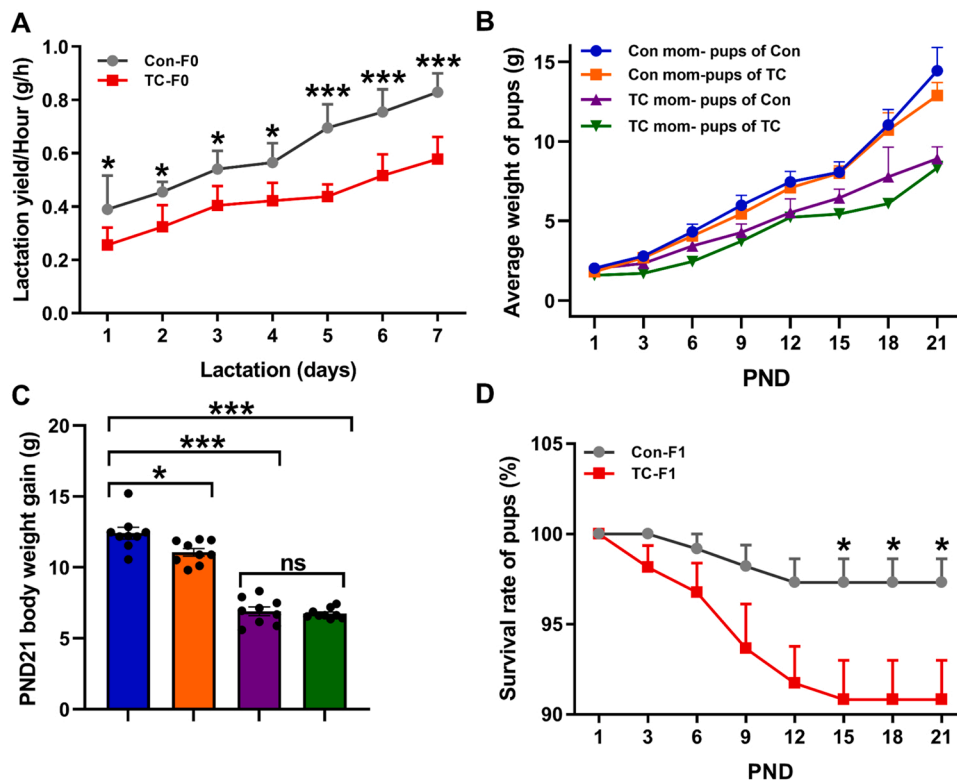 A
Lactation yield/Hour (g/h)
1.0
0.8
0.6
0.4
0.2
0.0
Con-F0
TC-F0
*
*
*
*
***
***
***
1 2 3 4 5 6 7
Lactation (days)
B
Average weight of pups (g)
15
10
5
0
Con mom- pups of Con
Con mom-pups of TC
TC mom- pups of Con
TC mom- pups of TC
1 3 6 9 12 15 18 21
PND
C
PND21 body weight gain (g)
20
15
10
5
0
***
***
*
ns
D
Survival rate of pups (%)
105
100
95
90
Con-F1
TC-F1
* * *
1 3 6 9 12 15 18 21
PND